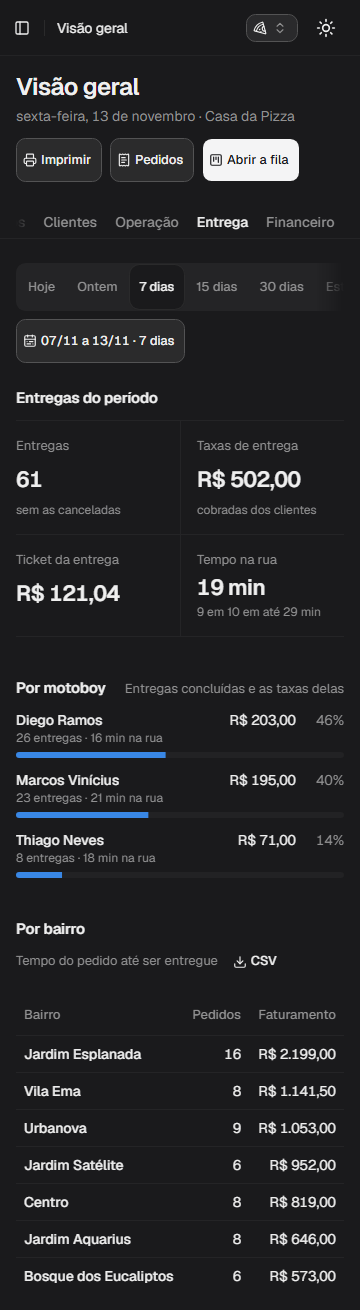 Visão geral
Visão geral
sexta-feira, 13 de novembro · Casa da Pizza
Imprimir
Pedidos
Abrir a fila
s Clientes Operação Entrega Financeiro
Hoje Ontem 7 dias 15 dias 30 dias Es
07/11 a 13/11 · 7 dias
Entregas do período
Entregas
61
sem as canceladas
Taxas de entrega
R$ 502,00
cobradas dos clientes
Ticket da entrega
R$ 121,04
Tempo na rua
19 min
9 em 10 em até 29 min
Por motoboy Entregas concluídas e as taxas delas
Diego Ramos R$ 203,00 46%
26 entregas · 16 min na rua
Marcos Vinícius R$ 195,00 40%
23 entregas · 21 min na rua
Thiago Neves R$ 71,00 14%
8 entregas · 18 min na rua
Por bairro
Tempo do pedido até ser entregue CSV
Bairro Pedidos Faturamento
Jardim Esplanada 16 R$ 2.199,00
Vila Ema 8 R$ 1.141,50
Urbanova 9 R$ 1.053,00
Jardim Satélite 6 R$ 952,00
Centro 8 R$ 819,00
Jardim Aquarius 8 R$ 646,00
Bosque dos Eucaliptos 6 R$ 573,00